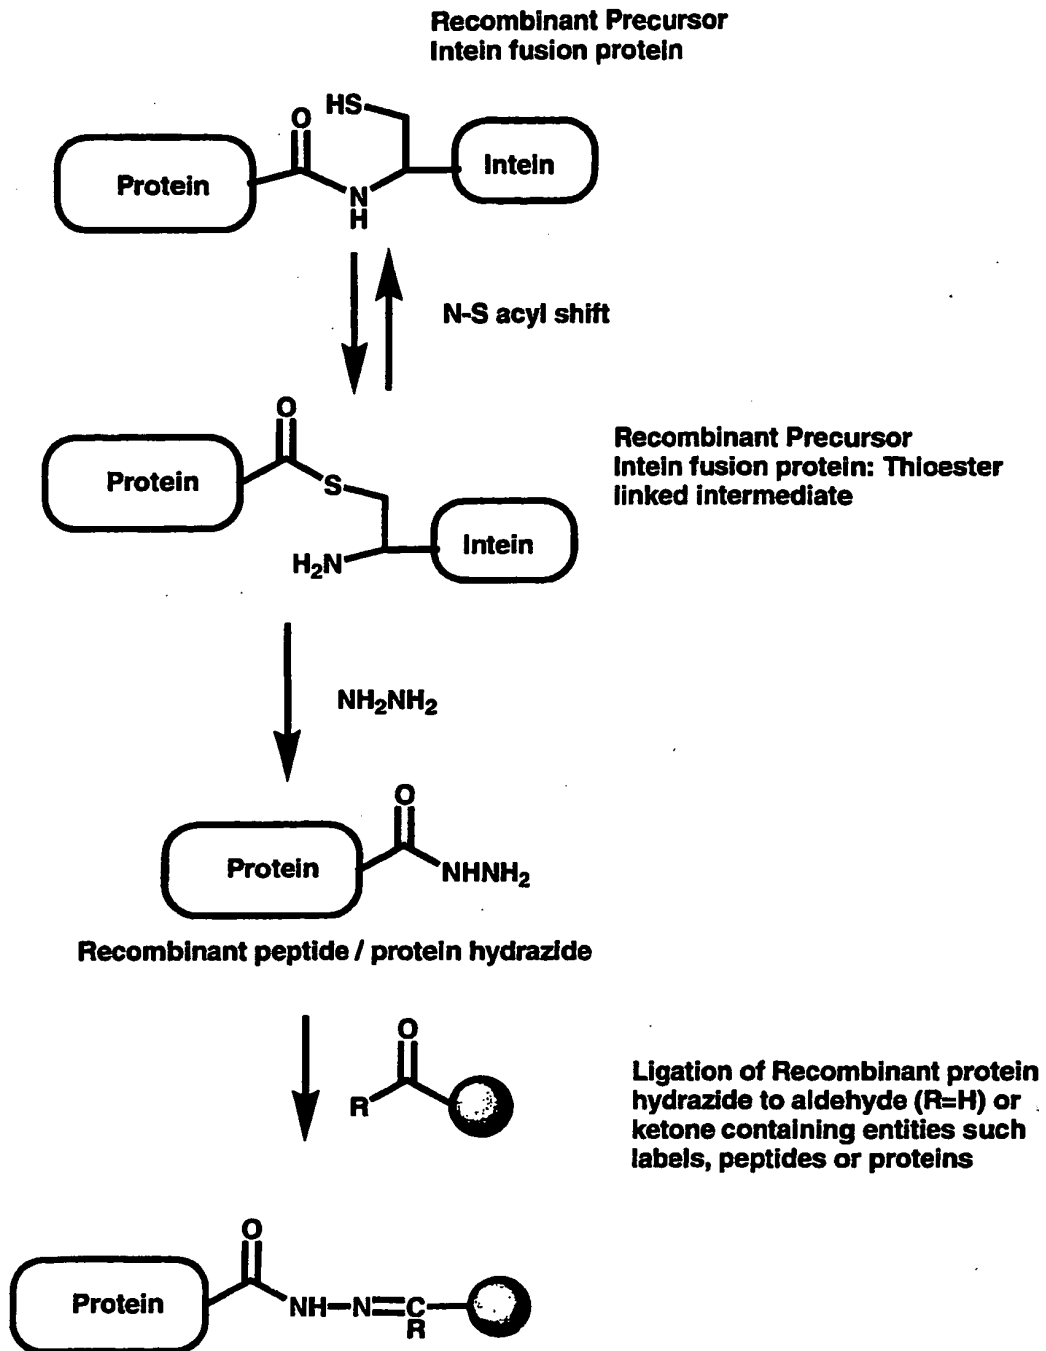 Recombinant Precursor
Intein fusion protein
HS
O
Protein
N
H
Intein
N-S acyl shift
O
Protein
S
H₂N
Intein
Recombinant Precursor
Intein fusion protein: Thioester
linked intermediate
NH₂NH₂
O
Protein
NHNH₂
Recombinant peptide / protein hydrazide
O
R
Ligation of Recombinant protein
hydrazide to aldehyde (R=H) or
ketone containing entities such
labels, peptides or proteins
O
Protein
NH-N=C
R